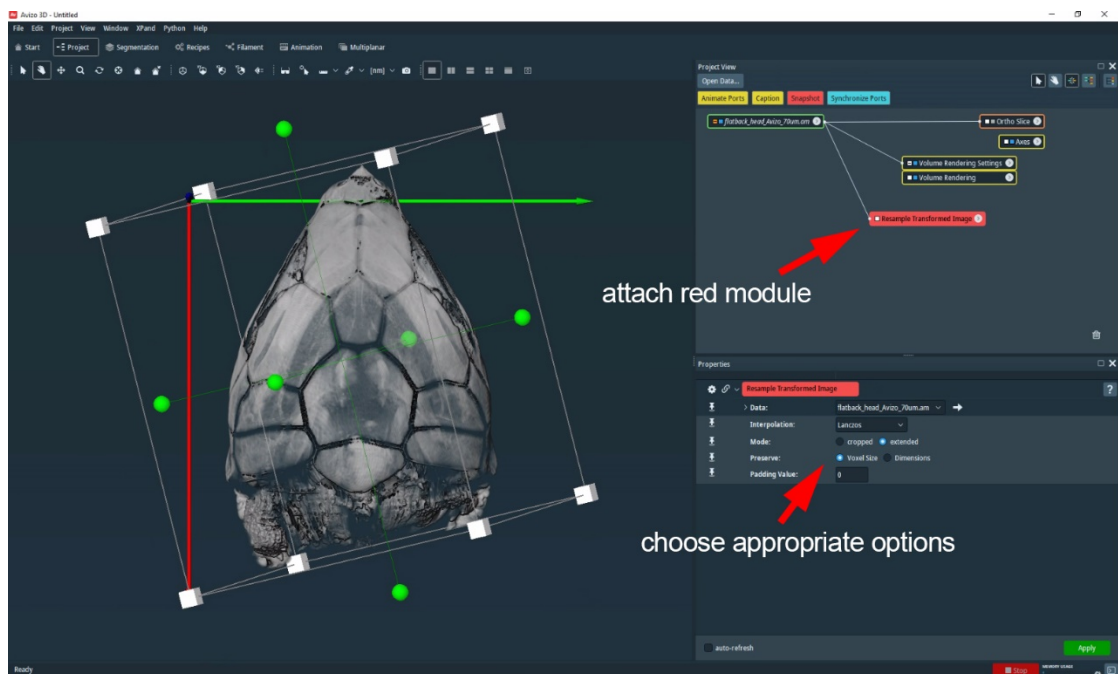 Avizo 3D - Untitled
File Edit Project View Window XPand Python Help
Start Project Segmentation Recipes Filament Animation Multiplanar
[nm]
Project View
Open Data...
Animate Ports Caption Snapshot Synchronize Ports
flatback_head_Avizo_70um.am
Ortho Slice
Axes
Volume Rendering Settings
Volume Rendering
Resample Transformed Image
attach red module
Properties
Resample Transformed Image ?
Data: flatback_head_Avizo_70um.am
Interpolation: Lanczos
Mode: cropped extended
Preserve: Voxel Size Dimensions
Padding Value: 0
choose appropriate options
auto-refresh Apply
Ready Stop MEMORY USAGE